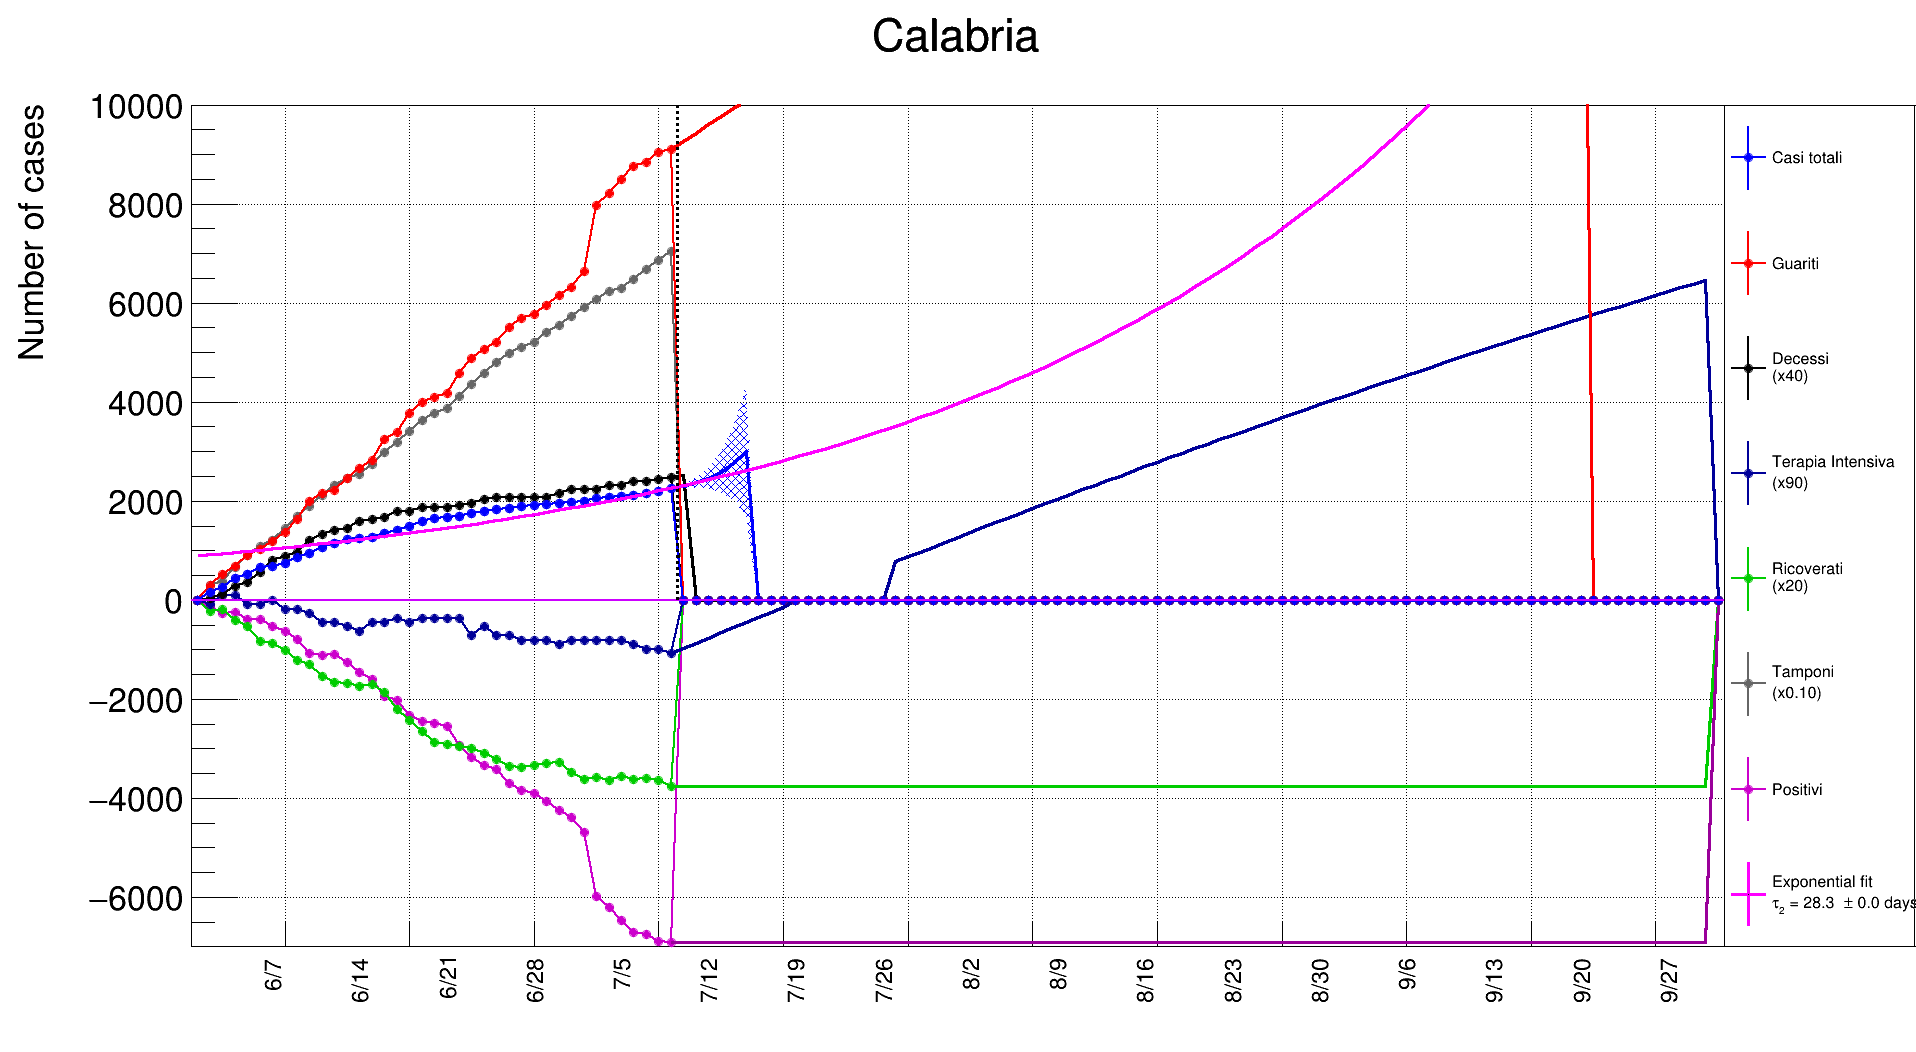 Calabria
Number of cases
10000
8000
6000
4000
2000
0
−2000
−4000
−6000
6/7
6/14
6/21
6/28
7/5
7/12
7/19
7/26
8/2
8/9
8/16
8/23
8/30
9/6
9/13
9/20
9/27
Casi totali
Guariti
Decessi
(x40)
Terapia Intensiva
(x90)
Ricoverati
(x20)
Tamponi
(x0.10)
Positivi
Exponential fit
τ2 = 28.3 ± 0.0 days